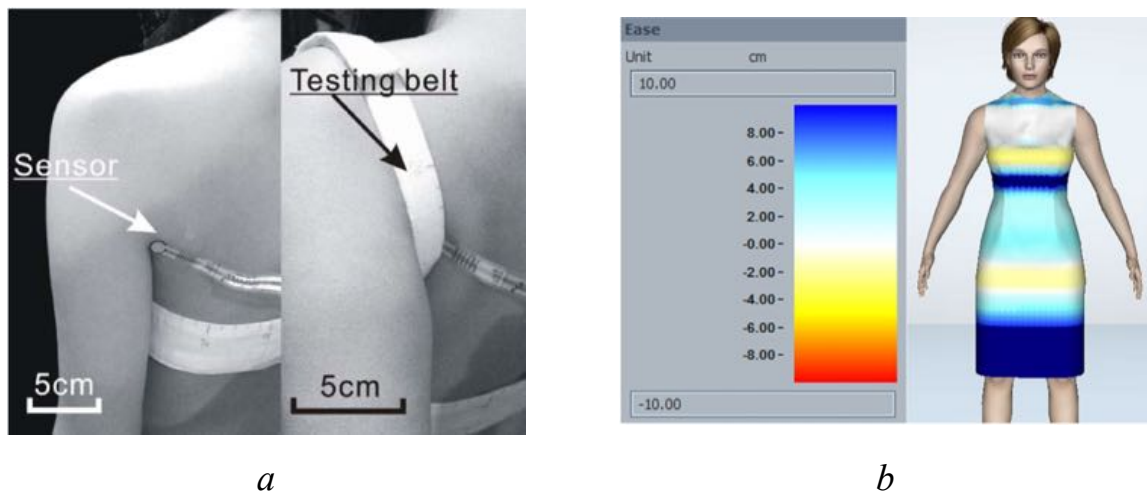 Testing belt
Sensor
5cm
5cm
Ease
Unit cm
10.00
8.00 -
6.00 -
4.00 -
2.00 -
-0.00 -
-2.00 -
-4.00 -
-6.00 -
-8.00 -
-10.00
a
b